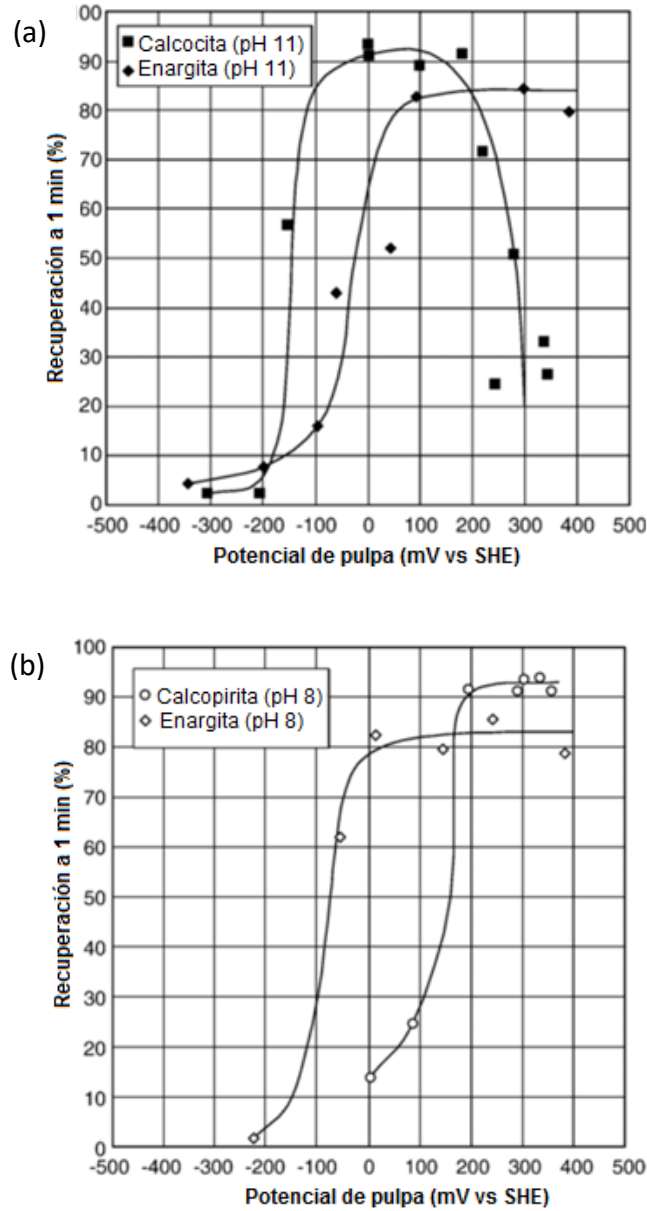 (a)
00
90
80
70
60
50
40
30
20
10
0
Calcocita (pH 11)
Enargita (pH 11)
Recuperación a 1 min (%)
-500 -400 -300 -200 -100 0 100 200 300 400 500
Potencial de pulpa (mV vs SHE)
(b)
100
90
80
70
60
50
40
30
20
10
0
Calcopirita (pH 8)
Enargita (pH 8)
Recuperación a 1 min (%)
-500 -400 -300 -200 -100 0 100 200 300 400 500
Potencial de pulpa (mV vs SHE)